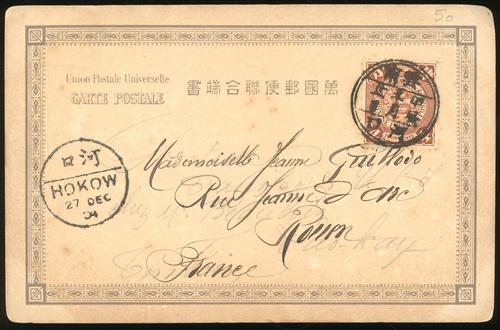 50
Union Postale Universelle.
CARTE POSTALE
書端合聯便郵國萬
口河
HOKOW
27 DEC
04
Mademoiselle Jeanne
Rue Jeanne d'arc
Rouen
France